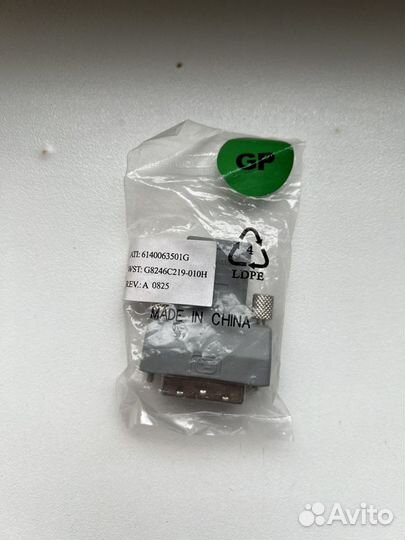 GP
4
LDPE
ATI: 6140063501G
WST: G8246C219-010H
REV.: A 0825
MADE IN CHINA
Avito